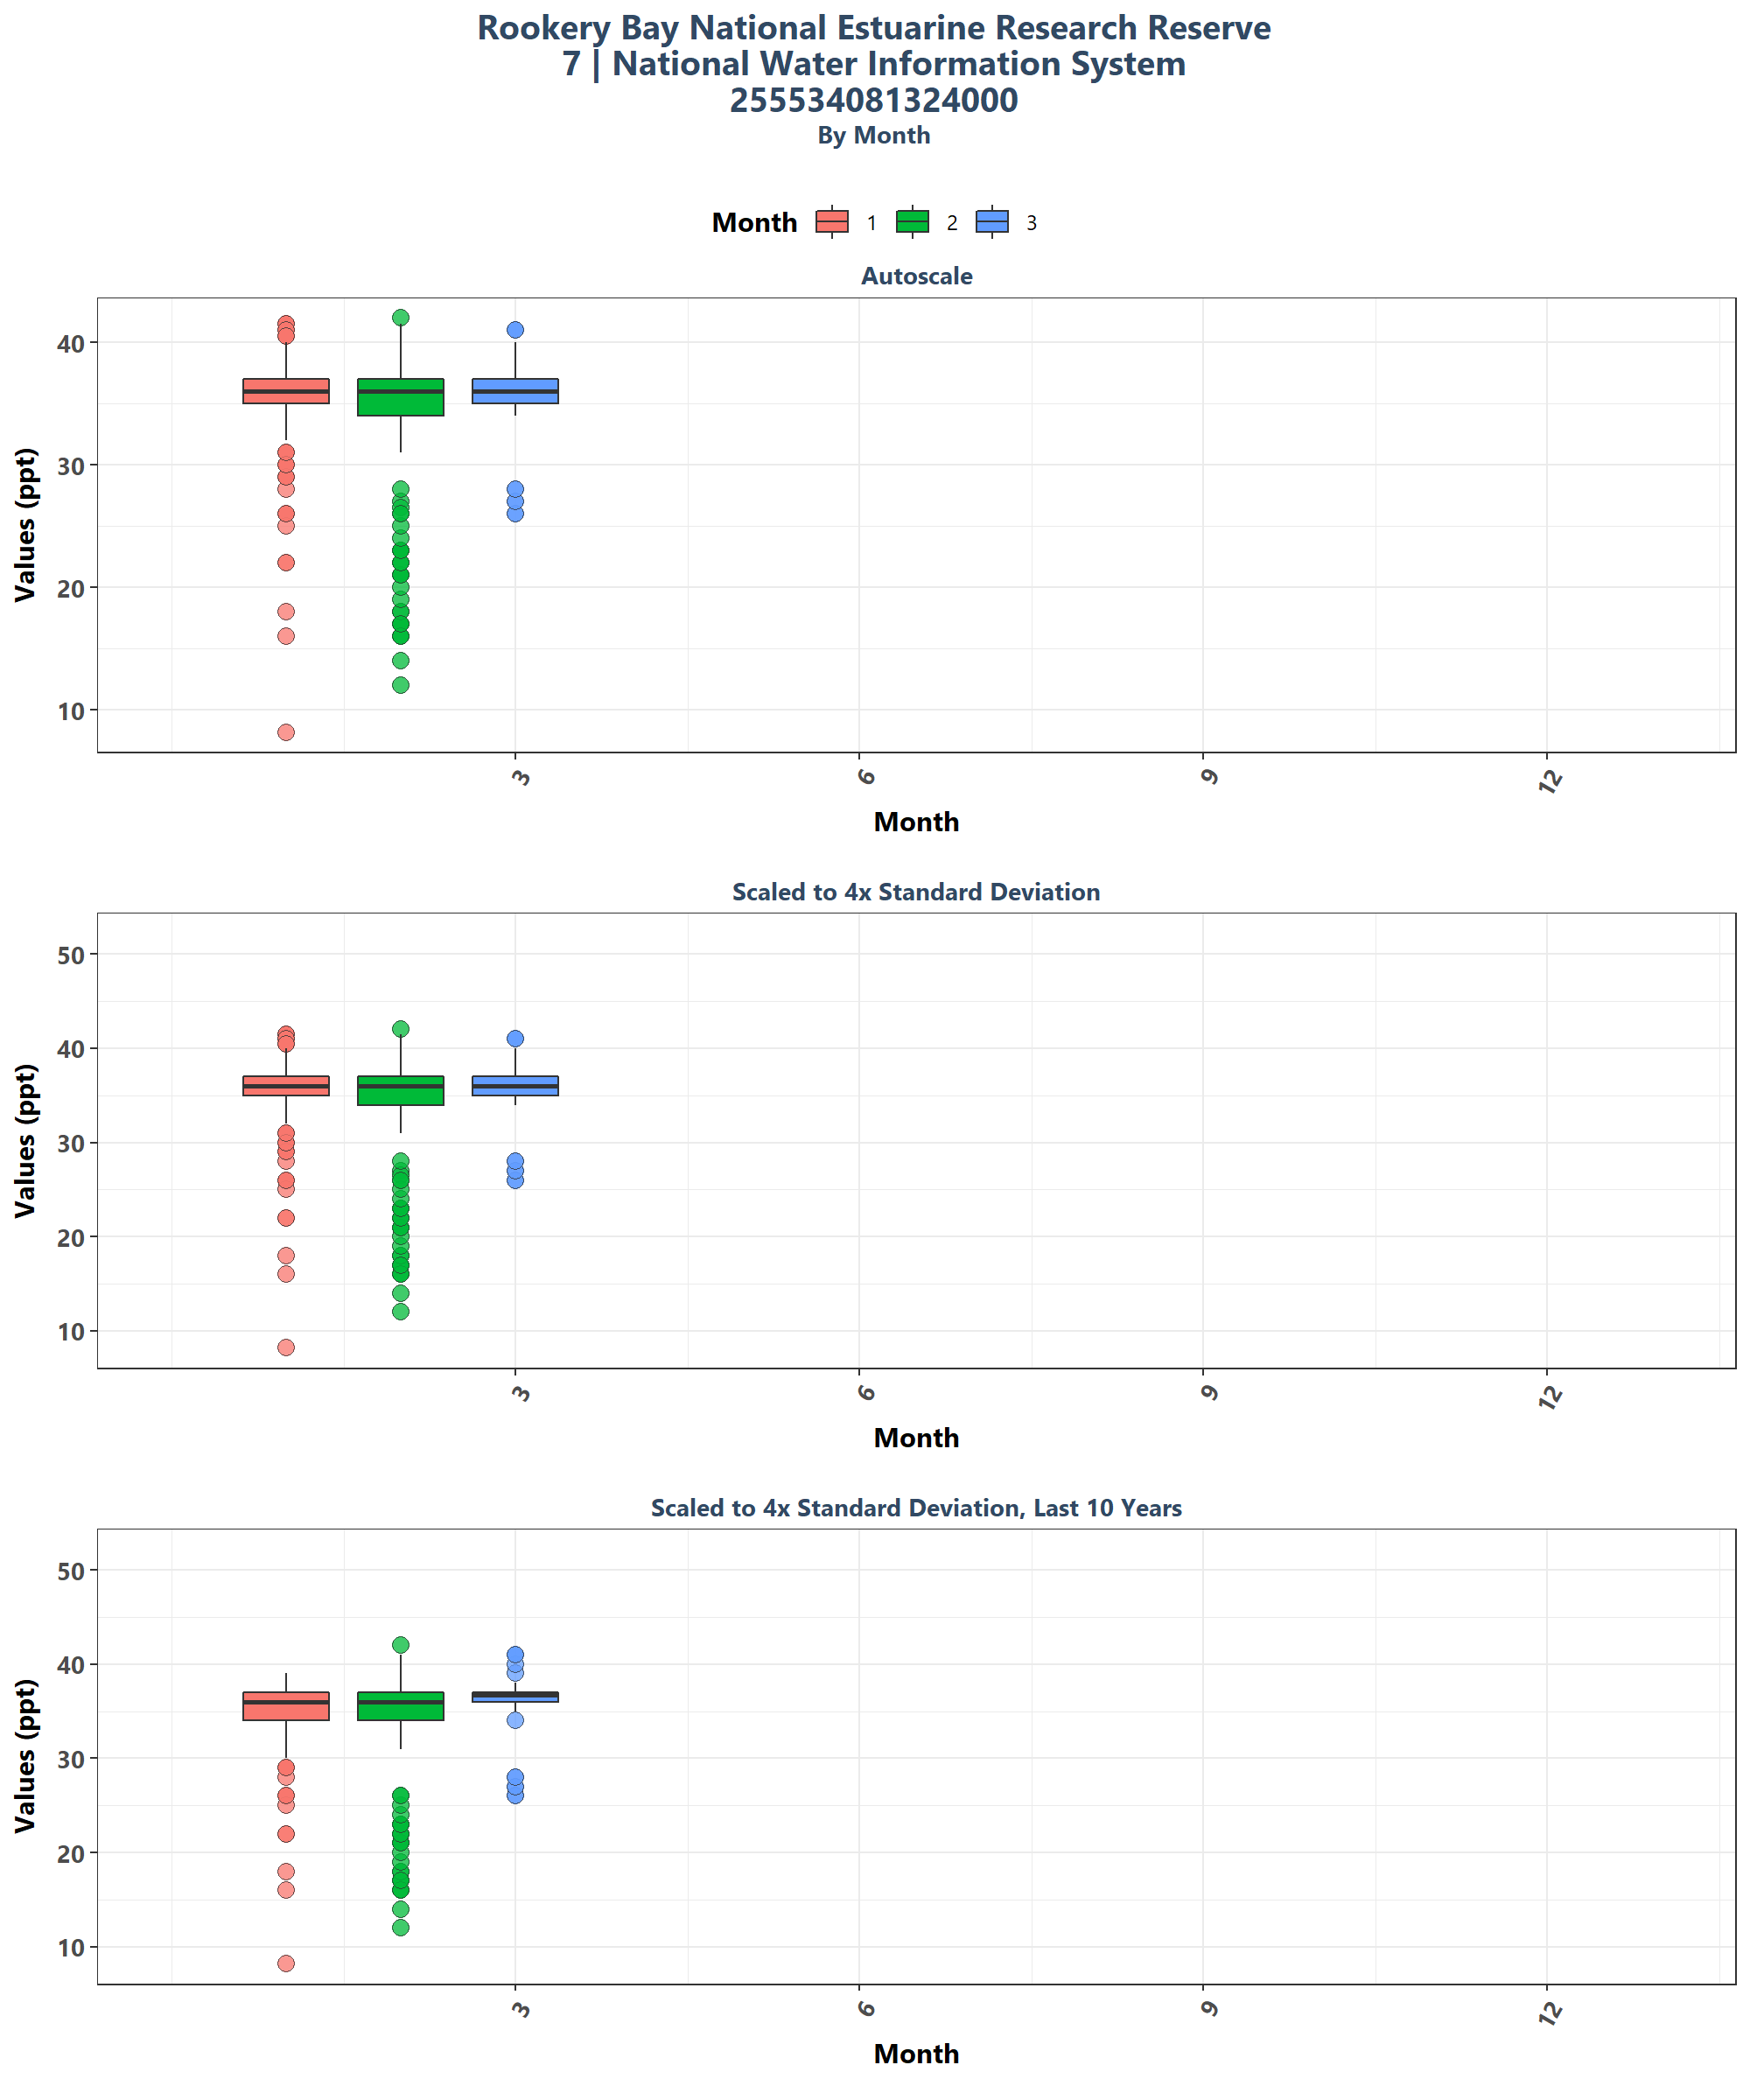 Rookery Bay National Estuarine Research Reserve
7 | National Water Information System
255534081324000
By Month
Month 1 2 3
Autoscale
Values (ppt)
40
30
20
10
3 6 9 12
Month
Scaled to 4x Standard Deviation
Values (ppt)
50
40
30
20
10
3 6 9 12
Month
Scaled to 4x Standard Deviation, Last 10 Years
Values (ppt)
50
40
30
20
10
3 6 9 12
Month